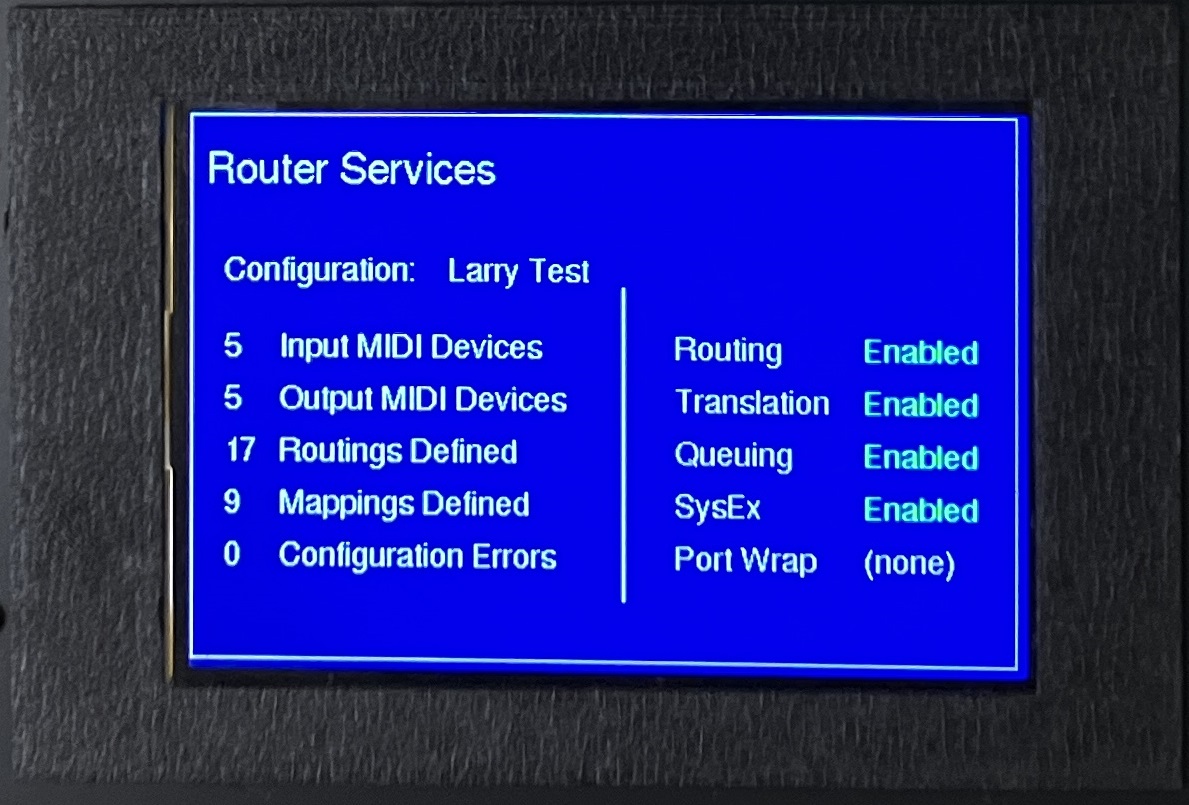 Router Services
Configuration: Larry Test
5 Input MIDI Devices
5 Output MIDI Devices
17 Routings Defined
9 Mappings Defined
0 Configuration Errors
Routing Enabled
Translation Enabled
Queuing Enabled
SysEx Enabled
Port Wrap (none)